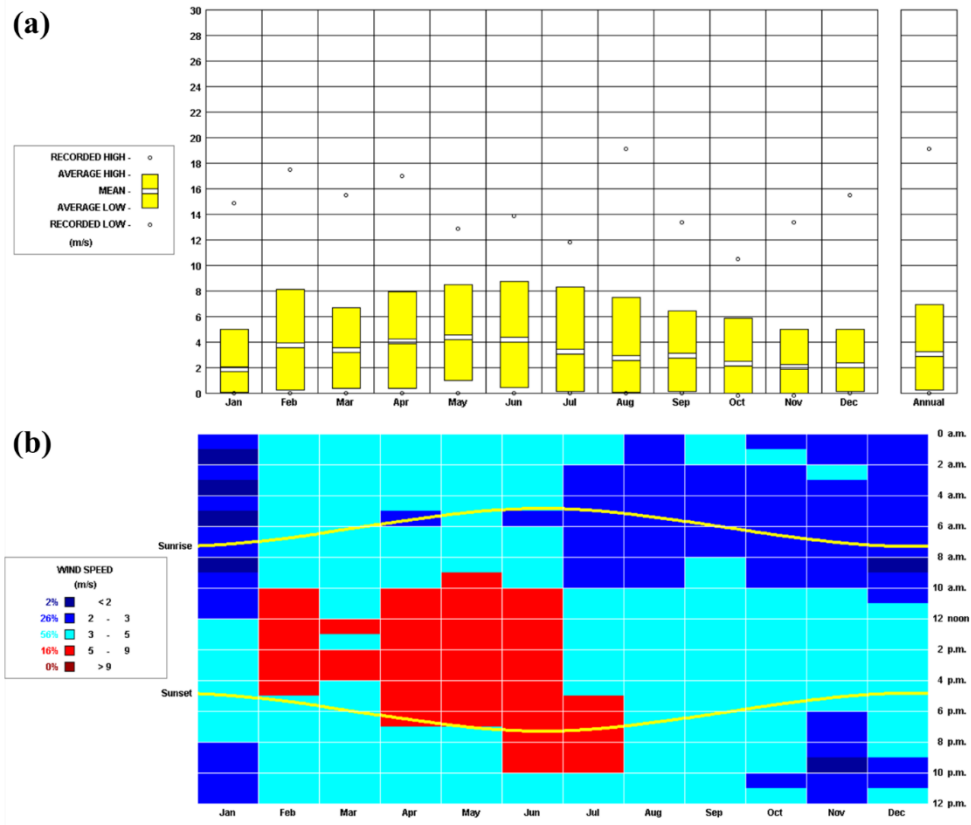 (a)
30
28
26
24
22
20
18
16
14
12
10
8
6
4
2
0
RECORDED HIGH -
AVERAGE HIGH -
MEAN -
AVERAGE LOW -
RECORDED LOW -
(m/s)
Jan Feb Mar Apr May Jun Jul Aug Sep Oct Nov Dec Annual
(b)
0 a.m.
2 a.m.
4 a.m.
6 a.m.
Sunrise
8 a.m.
10 a.m.
12 noon
2 p.m.
4 p.m.
Sunset
6 p.m.
8 p.m.
10 p.m.
12 p.m.
WIND SPEED
(m/s)
2% < 2
26% 2 - 3
56% 3 - 5
16% 5 - 9
0% > 9
Jan Feb Mar Apr May Jun Jul Aug Sep Oct Nov Dec